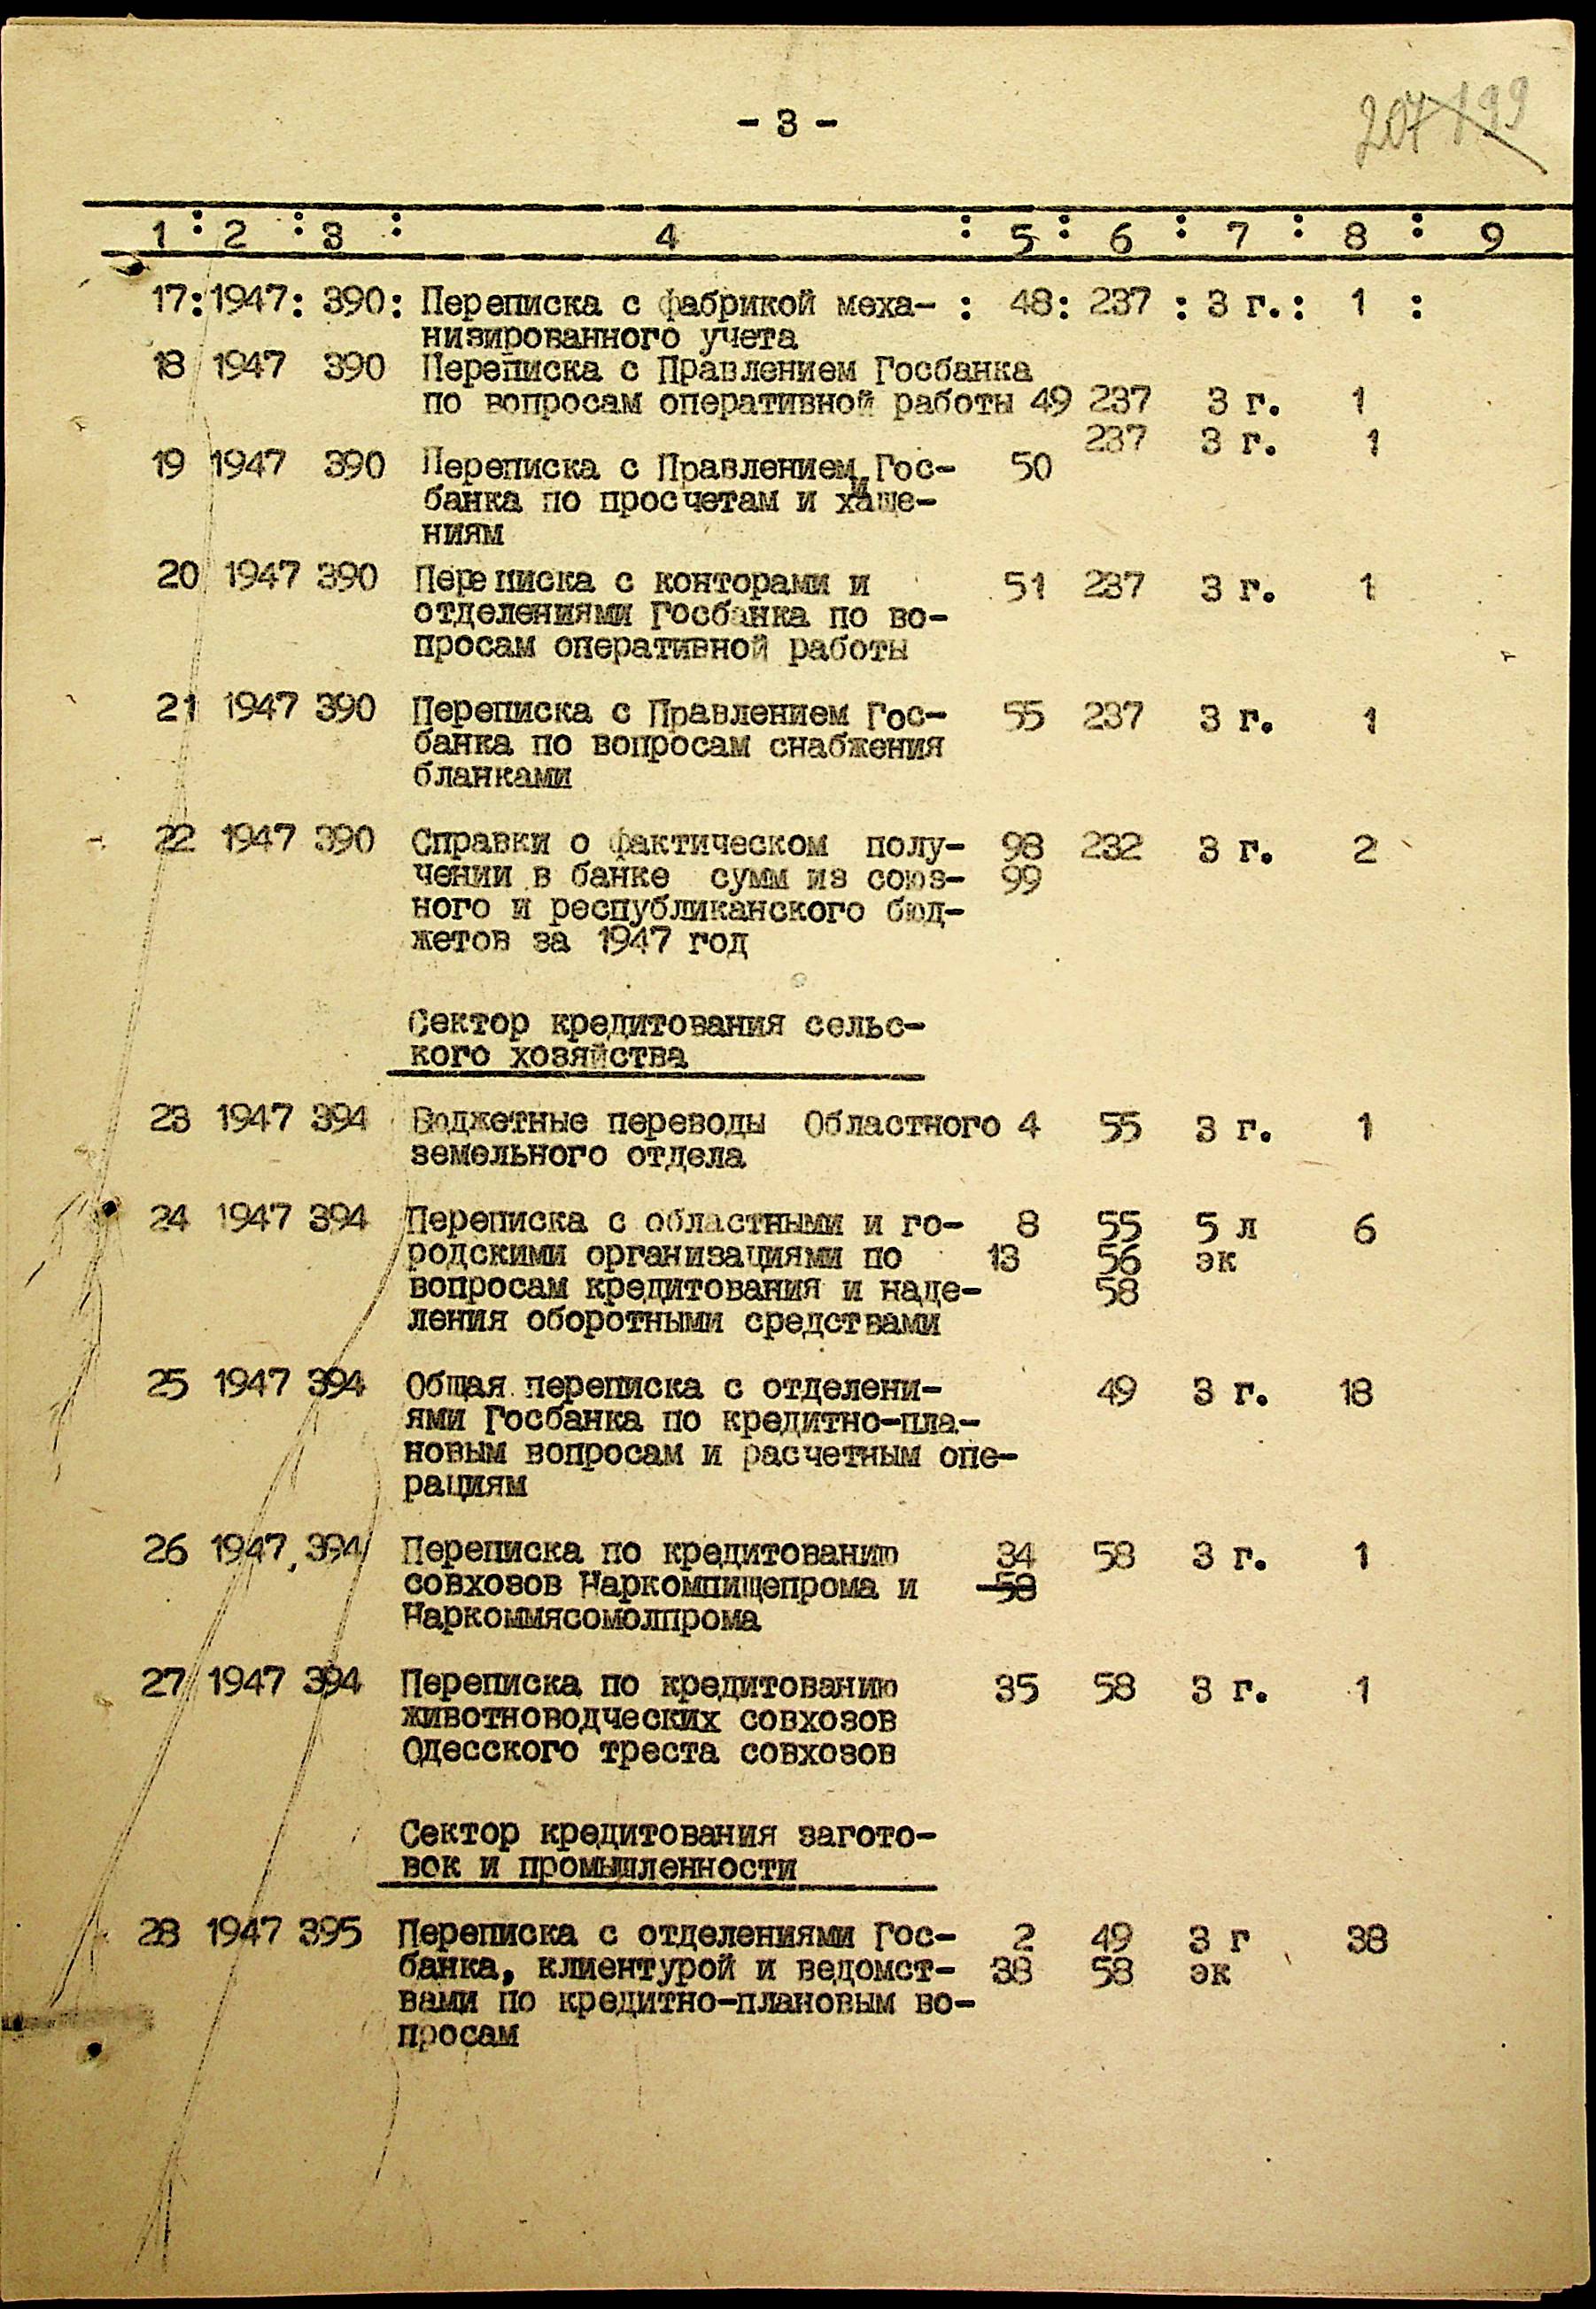 - 3 -
207 199
1 : 2 : 3 : 4 : 5 : 6 : 7 : 8 : 9
17: 1947: 390: Переписка с фабрикой меха- : 48: 237 : 3 г.: 1 :
низированного учета
18 1947 390 Переписка с Правлением Госбанка
по вопросам оперативной работы 49 237 3 г. 1
237 3 г. 1
19 1947 390 Переписка с Правлением Гос- 50
банка по просчетам и хище-
ниям
20 1947 390 Переписка с конторами и 51 237 3 г. 1
отделениями Госбанка по во-
просам оперативной работы
21 1947 390 Переписка с Правлением Гос- 55 237 3 г. 1
банка по вопросам снабжения
бланками
22 1947 390 Справки о фактическом полу- 98 232 3 г. 2
чении в банке сумм из союз- 99
ного и республиканского бюд-
жетов за 1947 год
Сектор кредитования сельс-
кого хозяйства
23 1947 394 Бюджетные переводы Областного 4 55 3 г. 1
земельного отдела
24 1947 394 Переписка с областными и го- 8 55 5 л 6
родскими организациями по 13 56 эк
вопросам кредитования и наде- 58
ления оборотными средствами
25 1947 394 Общая переписка с отделени- 49 3 г. 18
ями Госбанка по кредитно-пла-
новым вопросам и расчетным опе-
рациям
26 1947 394 Переписка по кредитованию 34 58 3 г. 1
совхозов Наркомпищепрома и 58
Наркоммясомолпрома
27 1947 394 Переписка по кредитованию 35 58 3 г. 1
животноводческих совхозов
Одесского треста совхозов
Сектор кредитования загото-
вок и промышленности
28 1947 395 Переписка с отделениями Гос- 2 49 3 г 38
банка, клиентурой и ведомст- 38 58 эк
вами по кредитно-плановым во-
просам